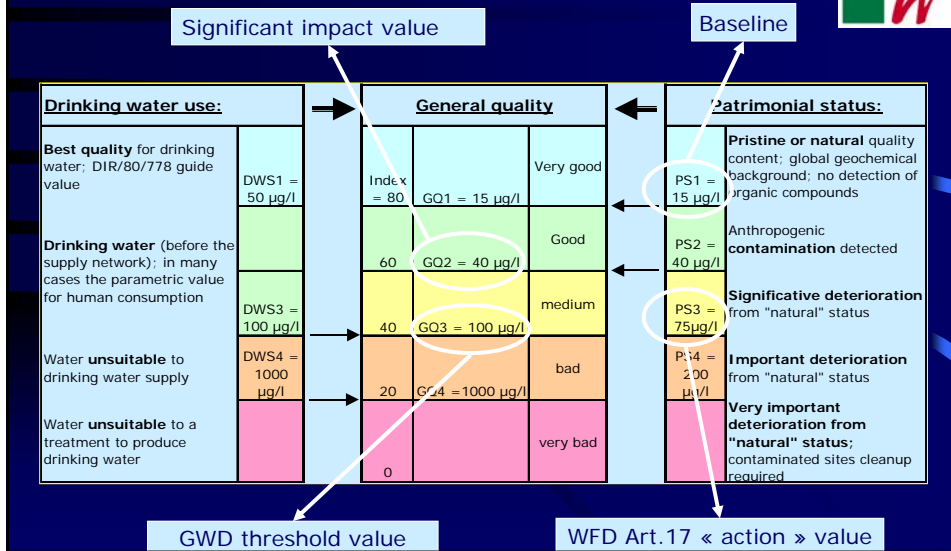 Significant impact value
Baseline
W
Drinking water use:
General quality
Patrimonial status:
Best quality for drinking
water; DIR/80/778 guide
value
DWS1 =
50 µg/l
Index
= 80
GQ1 = 15 µg/l
Very good
PS1 =
15 µg/l
Pristine or natural quality
content; global geochemical
background; no detection of
organic compounds
Drinking water (before the
supply network); in many
cases the parametric value
for human consumption
60
GQ2 = 40 µg/l
Good
PS2 =
40 µg/l
Anthropogenic
contamination detected
DWS3 =
100 µg/l
40
GQ3 = 100 µg/l
medium
PS3 =
75µg/l
Significative deterioration
from "natural" status
Water unsuitable to
drinking water supply
DWS4 =
1000
µg/l
20
GQ4 =1000 µg/l
bad
PS4 =
200
µg/l
Important deterioration
from "natural" status
Water unsuitable to a
treatment to produce
drinking water
0
very bad
Very important
deterioration from
"natural" status;
contaminated sites cleanup
required
GWD threshold value
WFD Art.17 « action » value